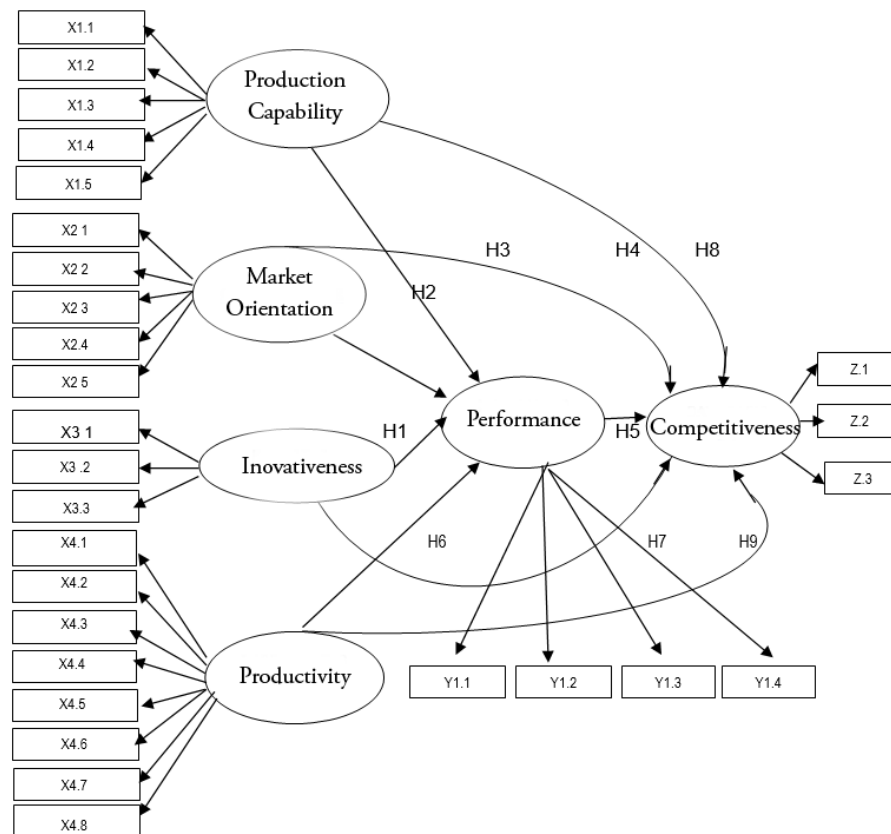 X1.1
X1.2
X1.3
X1.4
X1.5
Production
Capability
X2 1
X2 2
X2 3
X2.4
X2 5
Market
Orientation
H3
H4
H8
H2
X3 1
X3 .2
X3.3
Inovativeness
H1
Performance
H5
Competitiveness
Z.1
Z.2
Z.3
X4.1
X4.2
X4.3
X4.4
X4.5
X4.6
X4.7
X4.8
Productivity
H6
H7
H9
Y1.1
Y1.2
Y1.3
Y1.4